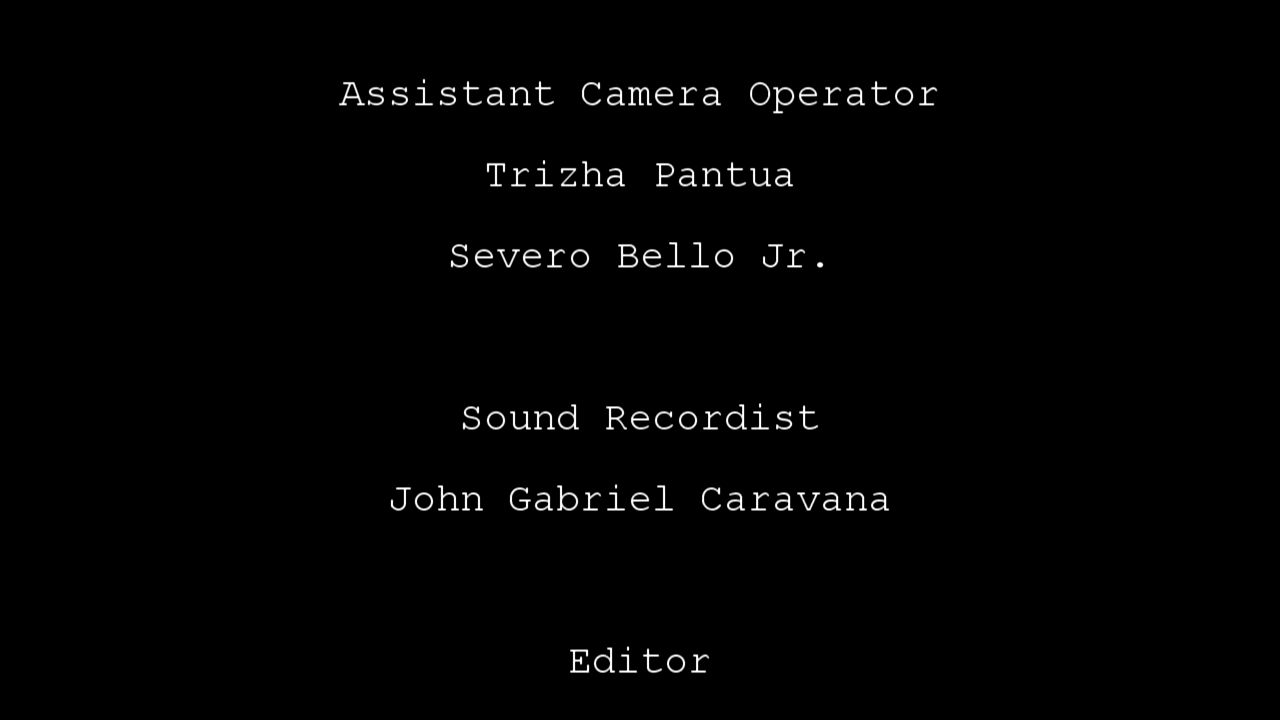 Assistant Camera Operator
Trizha Pantua
Severo Bello Jr.
Sound Recordist
John Gabriel Caravana
Editor